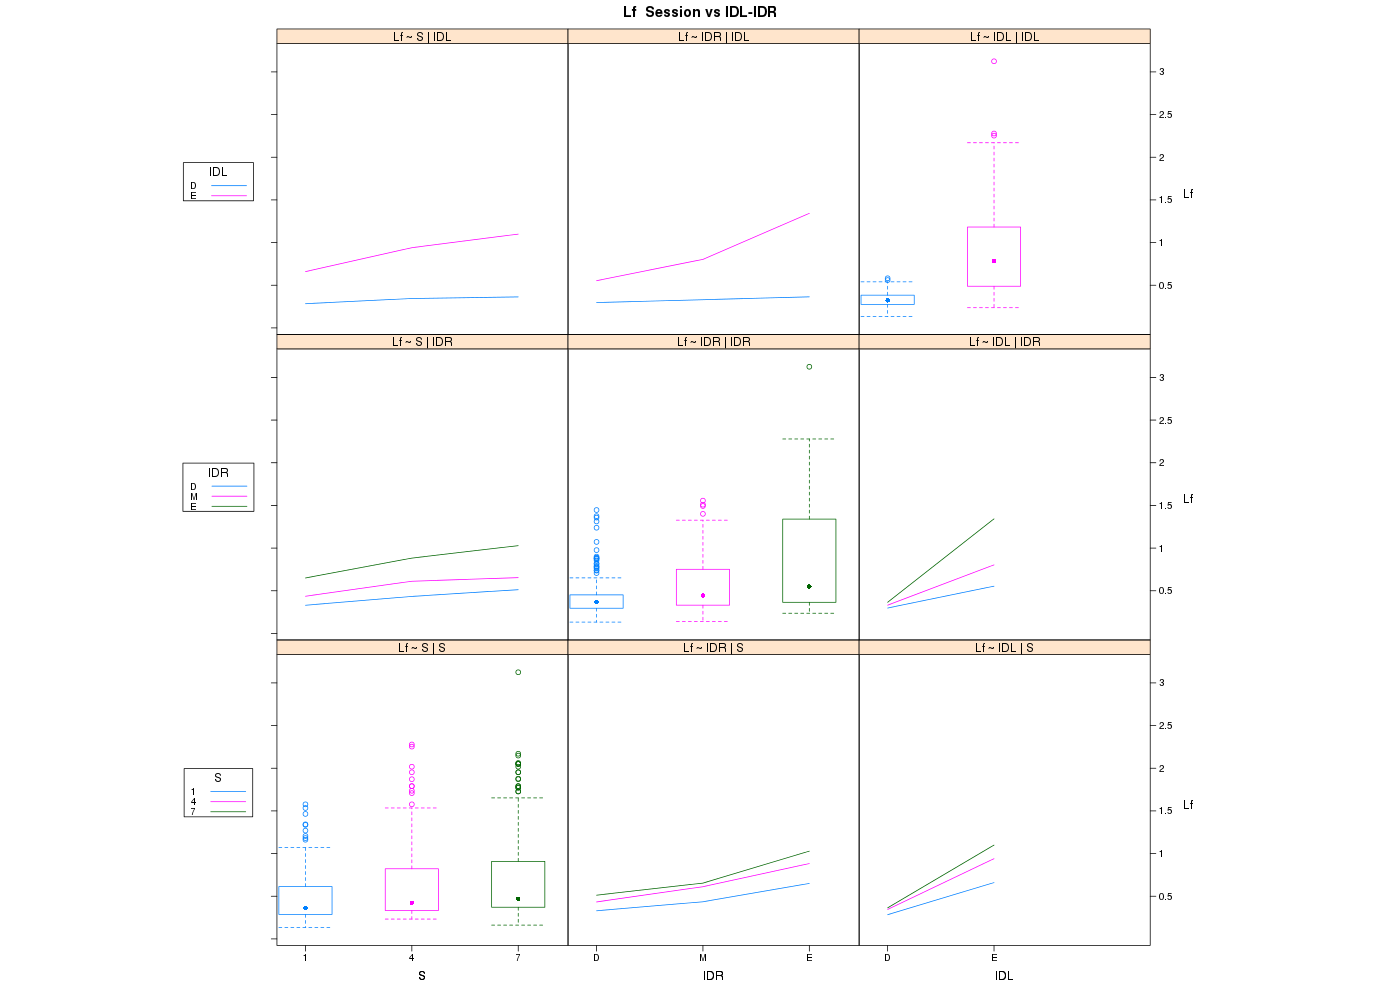 Lf  Session vs IDL-IDR
Lf ~ S | IDL
Lf ~ IDR | IDL
Lf ~ IDL | IDL
3
2.5
2
1.5
1
0.5
Lf
IDL
D
E
Lf ~ S | IDR
Lf ~ IDR | IDR
Lf ~ IDL | IDR
3
2.5
2
1.5
1
0.5
Lf
IDR
D
M
E
Lf ~ S | S
Lf ~ IDR | S
Lf ~ IDL | S
3
2.5
2
1.5
1
0.5
Lf
S
1
4
7
1 4 7
D M E
D E
S
IDR
IDL